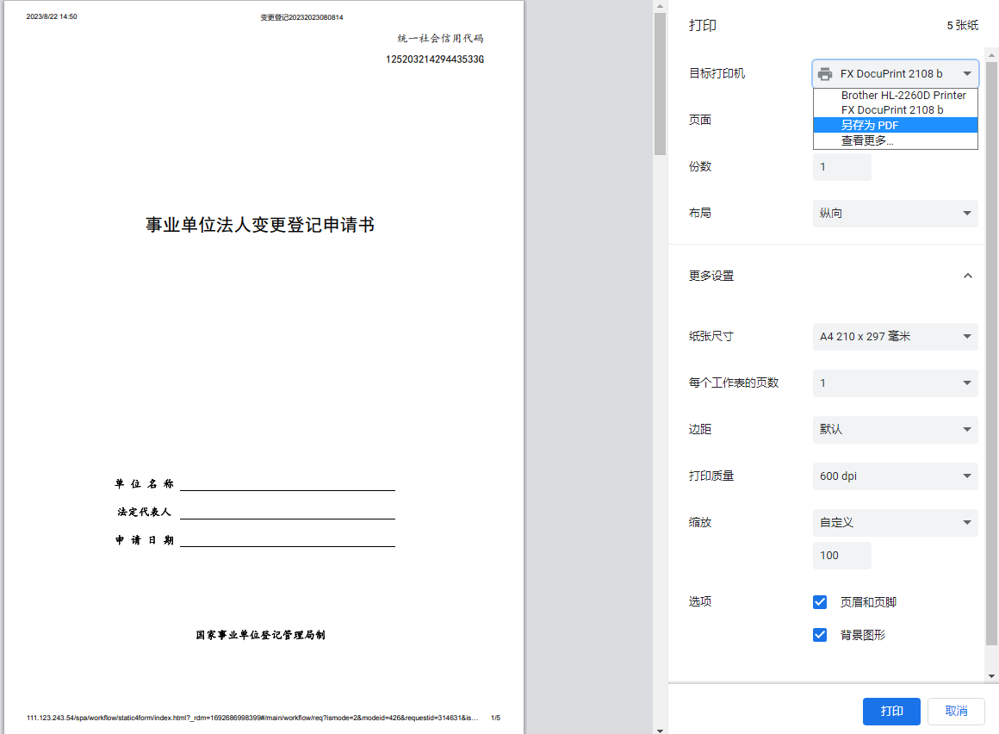 2023/8/22 14:50
变更登记20232023080814
统一社会信用代码
12520321429443533G
事业单位法人变更登记申请书
单 位 名 称
法定代表人
申 请 日 期
国家事业单位登记管理局制
111.123.243.54/spa/workflow/static4form/index.html?_rdm=1692686998399#/main/workflow/req?ismode=2&modeid=426&requestid=314631&is...
1/5
打印
5 张纸
目标打印机
FX DocuPrint 2108 b
Brother HL-2260D Printer
FX DocuPrint 2108 b
另存为 PDF
查看更多...
页面
份数
1
布局
纵向
更多设置
纸张尺寸
A4 210 x 297 毫米
每个工作表的页数
1
边距
默认
打印质量
600 dpi
缩放
自定义
100
选项
页眉和页脚
背景图形
打印
取消